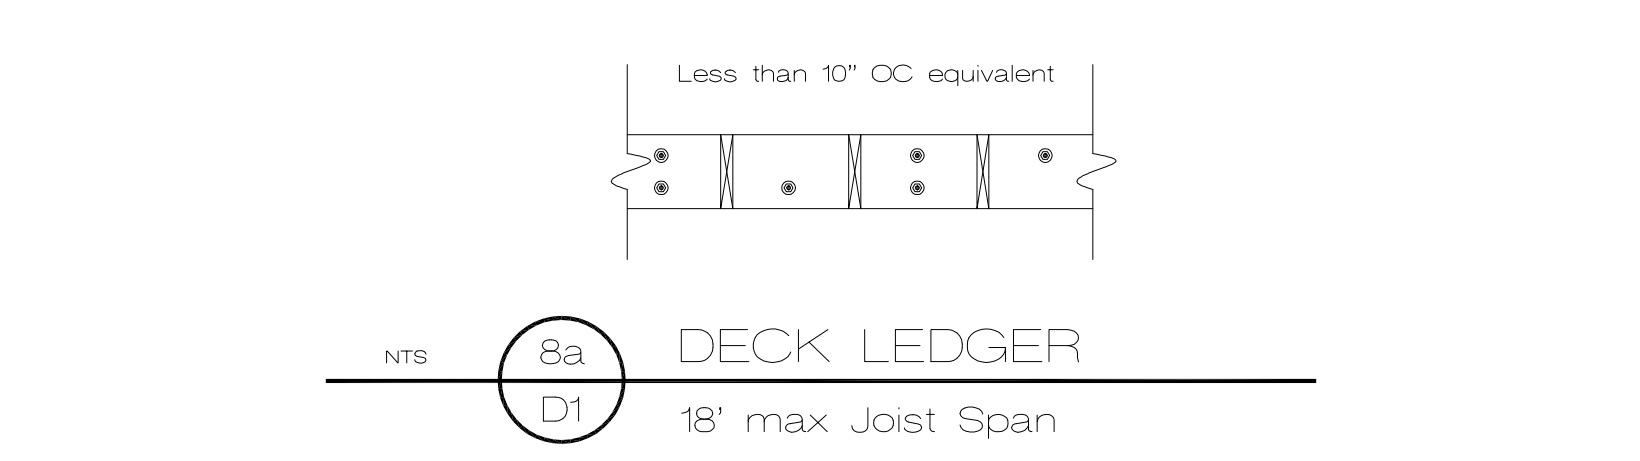 Less than 10” OC equivalent
NTS
8a
DECK LEDGER
D1
18’ max Joist Span